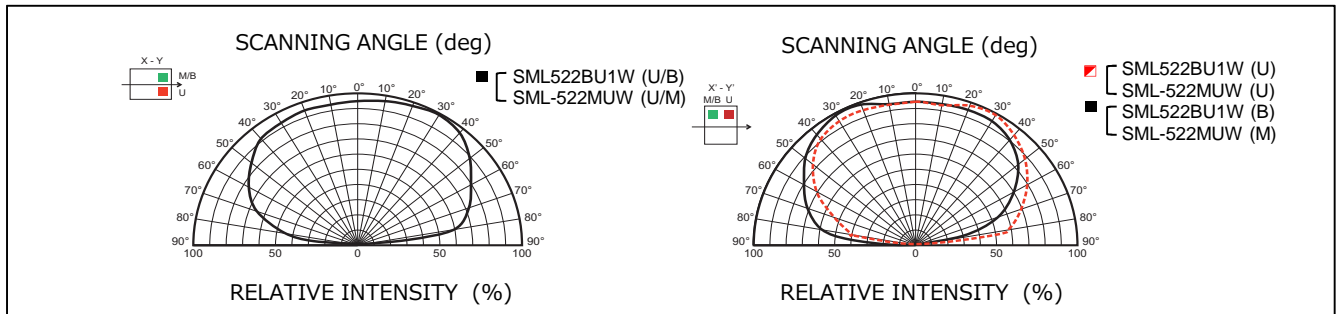 SCANNING ANGLE (deg)
X - Y
M/B
U
■ SML522BU1W (U/B)
SML-522MUW (U/M)
0°
10° 10°
20° 20°
30° 30°
40° 40°
50° 50°
60° 60°
70° 70°
80° 80°
90° 90°
100 50 0 50 100
RELATIVE INTENSITY (%)
SCANNING ANGLE (deg)
X' - Y'
M/B U
SML522BU1W (U)
SML-522MUW (U)
■ SML522BU1W (B)
SML-522MUW (M)
0°
10° 10°
20° 20°
30° 30°
40° 40°
50° 50°
60° 60°
70° 70°
80° 80°
90° 90°
100 50 0 50 100
RELATIVE INTENSITY (%)